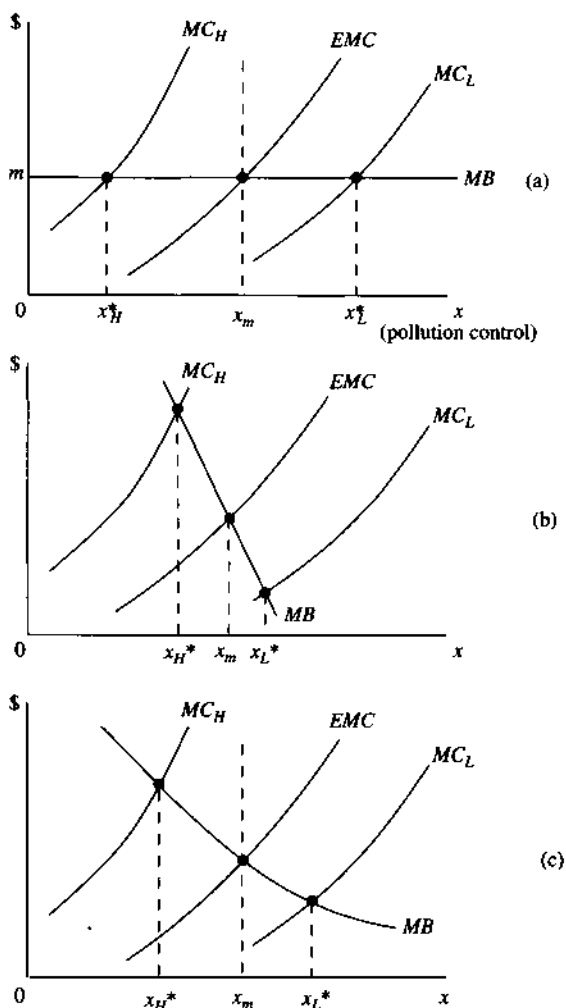 $
MC_H
EMC
MC_L
m
MB
(a)
0
x*_H
x_m
x*_L
x
(pollution control)
$
MC_H
EMC
MC_L
(b)
MB
0
x_H*
x_m
x_L*
x
$
MC_H
EMC
MC_L
(c)
MB
0
x_H*
x_m
x_L*
x